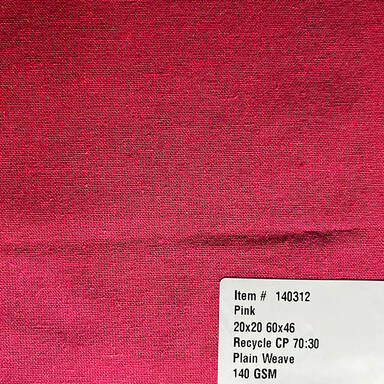 Item # 140312
Pink
20x20 60x46
Recycle CP 70:30
Plain Weave
140 GSM